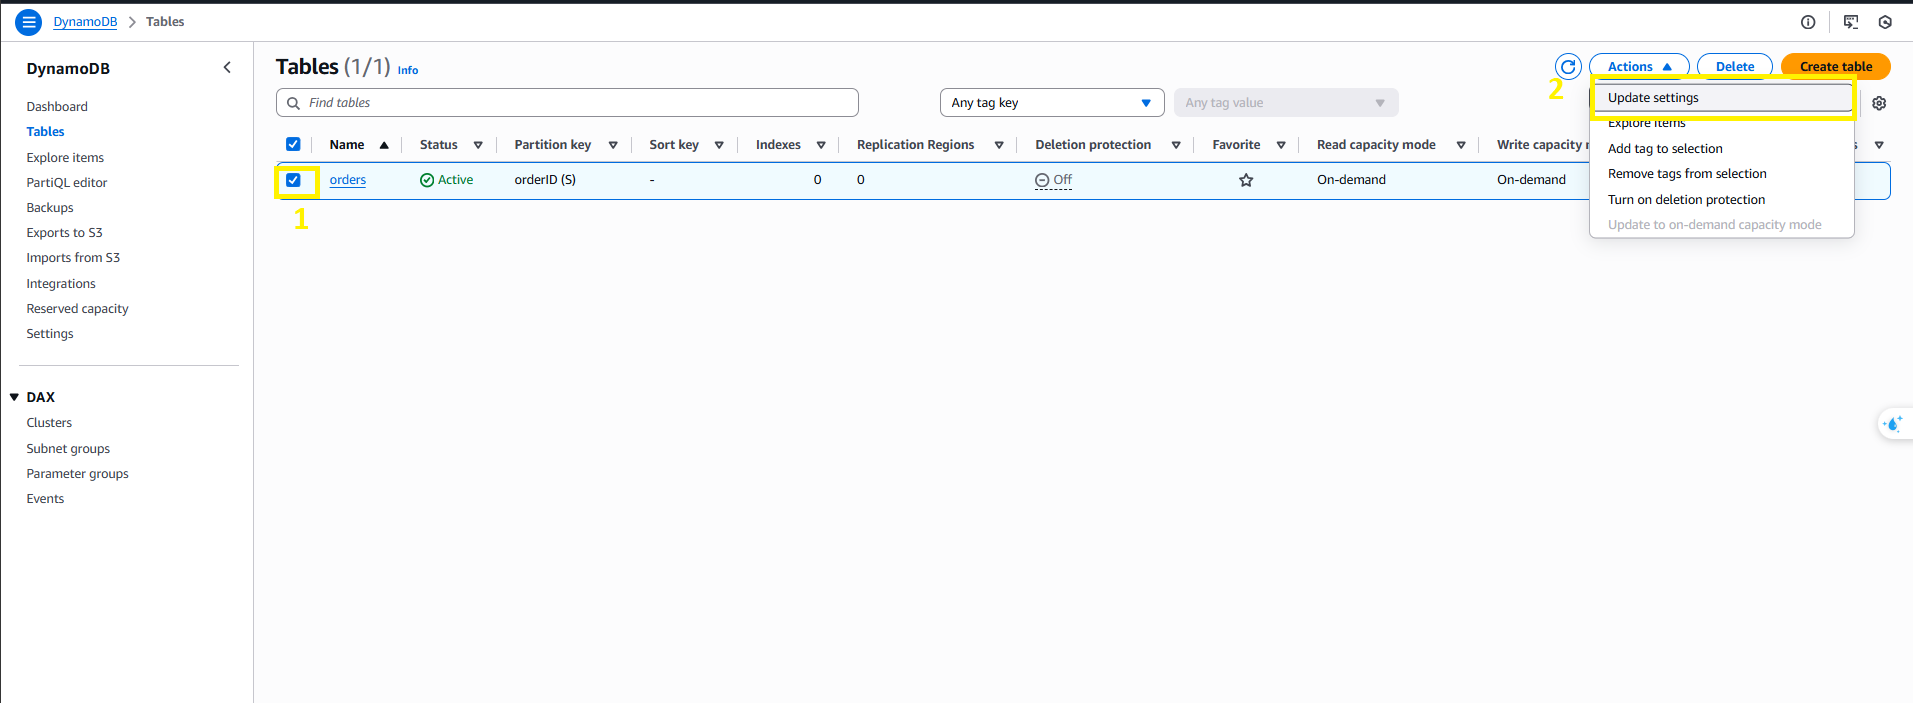 DynamoDB > Tables
DynamoDB
Dashboard
Tables
Explore items
PartiQL editor
Backups
Exports to S3
Imports from S3
Integrations
Reserved capacity
Settings
DAX
Clusters
Subnet groups
Parameter groups
Events
Tables (1/1) Info
Actions
Delete
Create table
Find tables
Any tag key
Any tag value
2
Update settings
Explore items
Add tag to selection
Remove tags from selection
Turn on deletion protection
Update to on-demand capacity mode
Name Status Partition key Sort key Indexes Replication Regions Deletion protection Favorite Read capacity mode Write capacity
orders Active orderID (S) - 0 0 Off On-demand On-demand
1